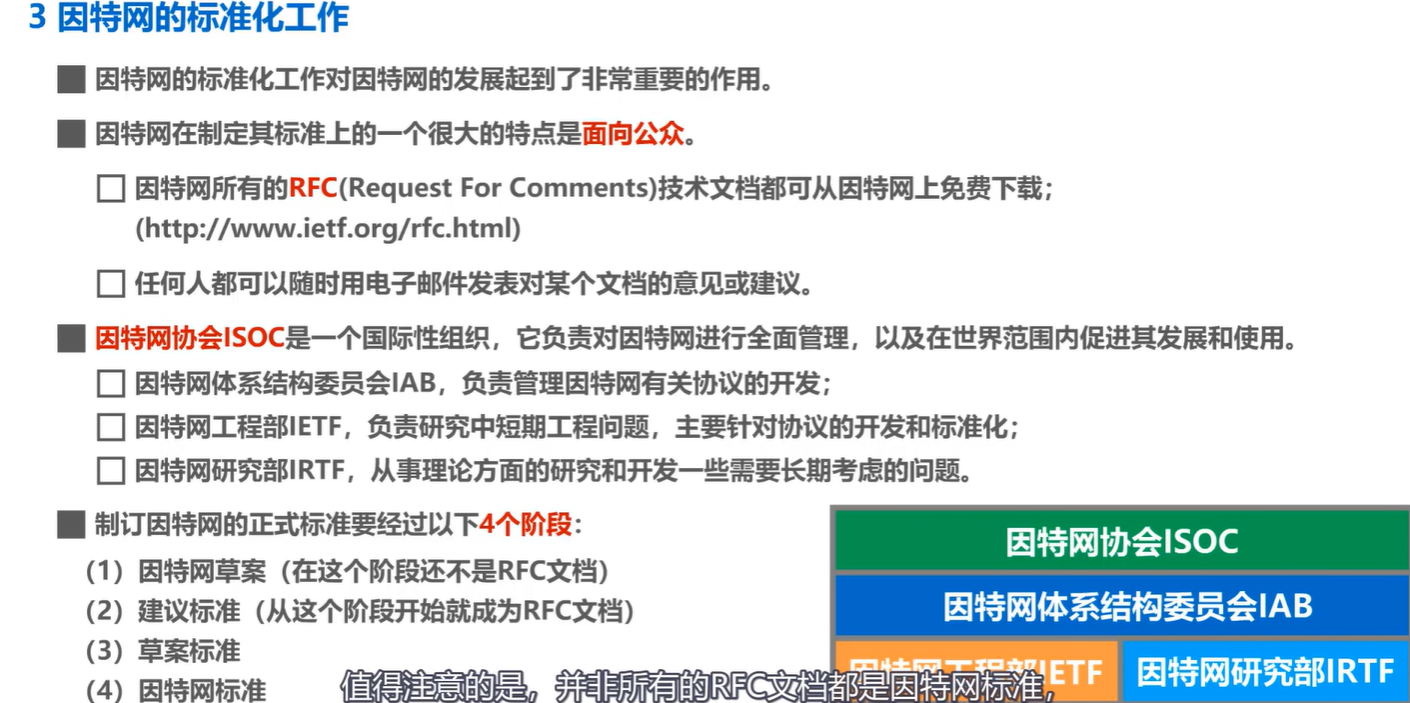 3 因特网的标准化工作
因特网的标准化工作对因特网的发展起到了非常重要的作用。
因特网在制定其标准上的一个很大的特点是面向公众。
因特网所有的RFC(Request For Comments)技术文档都可从因特网上免费下载；
(http://www.ietf.org/rfc.html)
任何人都可以随时用电子邮件发表对某个文档的意见或建议。
因特网协会ISOC是一个国际性组织，它负责对因特网进行全面管理，以及在世界范围内促进其发展和使用。
因特网体系结构委员会IAB，负责管理因特网有关协议的开发；
因特网工程部IETF，负责研究中短期工程问题，主要针对协议的开发和标准化；
因特网研究部IRTF，从事理论方面的研究和开发一些需要长期考虑的问题。
制订因特网的正式标准要经过以下4个阶段：
（1）因特网草案（在这个阶段还不是RFC文档）
（2）建议标准（从这个阶段开始就成为RFC文档）
（3）草案标准
（4）因特网标准
因特网协会ISOC
因特网体系结构委员会IAB
因特网工程部IETF
因特网研究部IRTF
值得注意的是，并非所有的RFC文档都是因特网标准，